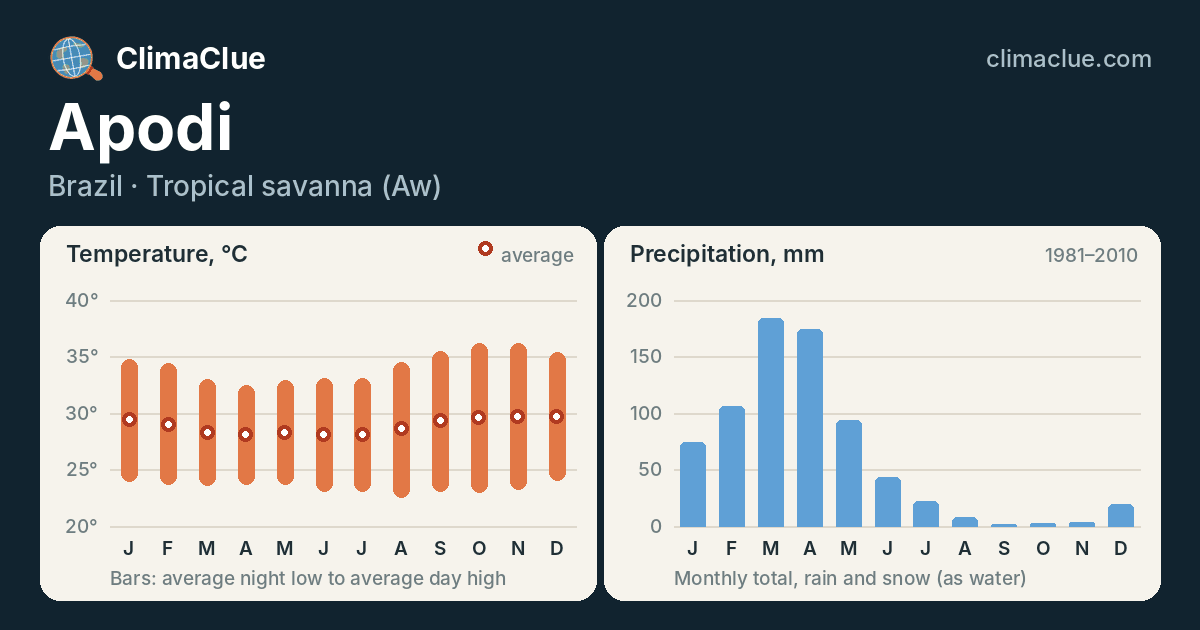 ClimaClue
climaclue.com
Apodi
Brazil · Tropical savanna (Aw)
Temperature, °C
average
40°
35°
30°
25°
20°
J F M A M J J A S O N D
Bars: average night low to average day high
Precipitation, mm
1981–2010
200
150
100
50
0
J F M A M J J A S O N D
Monthly total, rain and snow (as water)